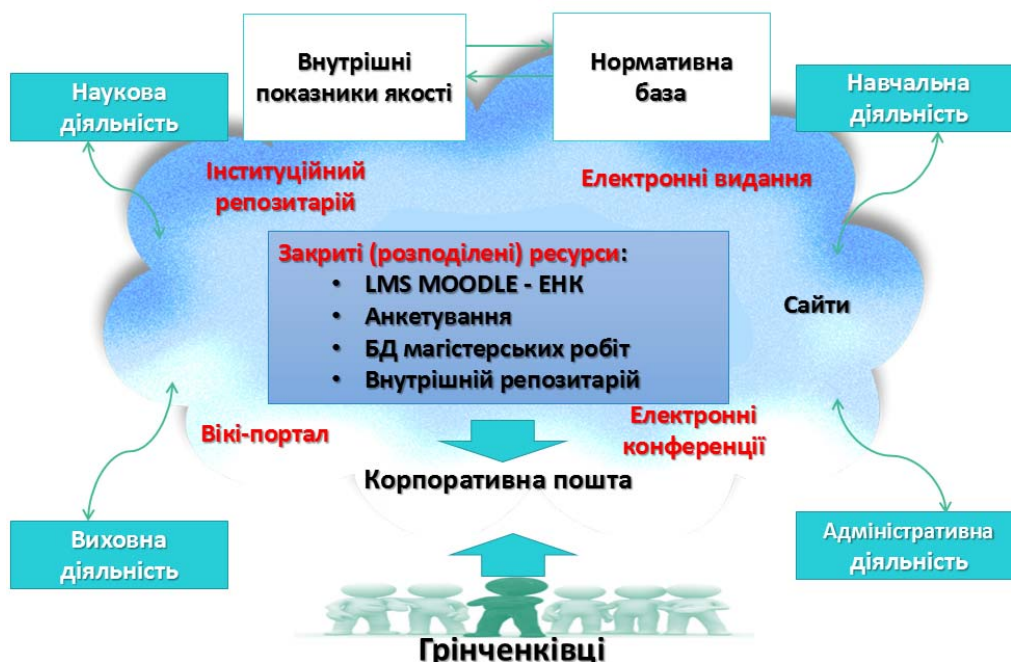 Внутрішні
показники якості
Нормативна
база
Наукова
діяльність
Навчальна
діяльність
Інституційний
репозитарій
Електронні видання
Закриті (розподілені) ресурси:
• LMS MOODLE - ЕНК
• Анкетування
• БД магістерських робіт
• Внутрішній репозитарій
Сайти
Вікі-портал
Електронні
конференції
Корпоративна пошта
Виховна
діяльність
Адміністративна
діяльність
Грінченківці